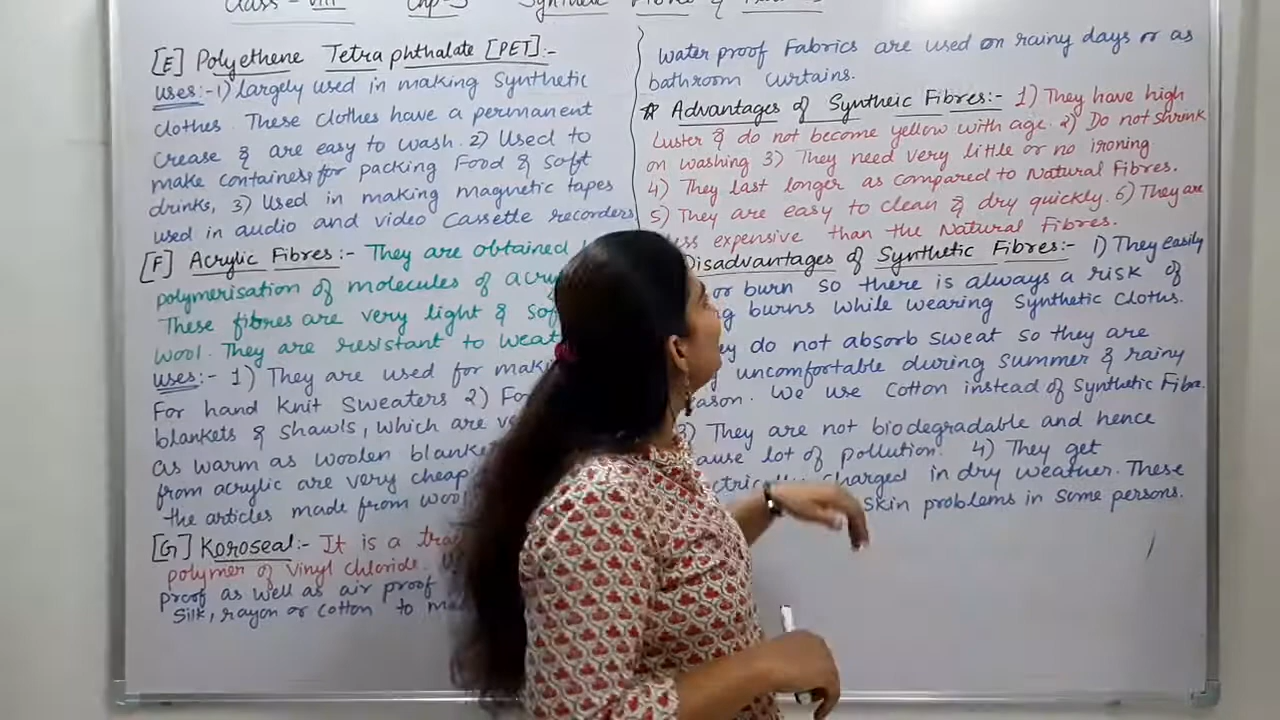 Class - VIII Chp-3 Synthetic Fibres &
[E] Polyethene Tetraphthalate [PET]:-
uses:-1) largely used in making Synthetic
clothes. These clothes have a permanent
crease & are easy to wash. 2) Used to
make containers for packing Food & Soft
drinks, 3) Used in making magnetic tapes
used in audio and video Cassette recorders
[F] Acrylic Fibres:- They are obtained
polymerisation of molecules of
These fibres are very light &
wool. They are resistant to
uses:- 1) They are used for
For hand Knit Sweaters 2)
blankets & Shawls, which are
as warm as woolen
from acrylic are very cheap
the articles made from
[G] Koroseal:- It is a
polymer of vinyl chloride.
proof as well as air proof
Silk, rayon or cotton to
water proof Fabrics are used on rainy days or as
bathroom curtains.
* Advantages of Syntheic Fibres:- 1) They have high
Luster & do not become yellow with age. 2) Do not shrink
on washing 3) They need very little or no ironing
4) They last longer as compared to Natural Fibres.
5) They are easy to clean & dry quickly. 6) They are
expensive than the Natural Fibres.
Disadvantages of Synthetic Fibres:- 1) They easily
or burn so there is always a risk of
burns while wearing Synthetic Cloths.
do not absorb sweat so they are
uncomfortable during summer & rainy
We use Cotton instead of Synthetic Fibre.
3) They are not biodegradable and hence
lot of pollution. 4) They get
charged in dry weather. These
Skin problems in some persons.